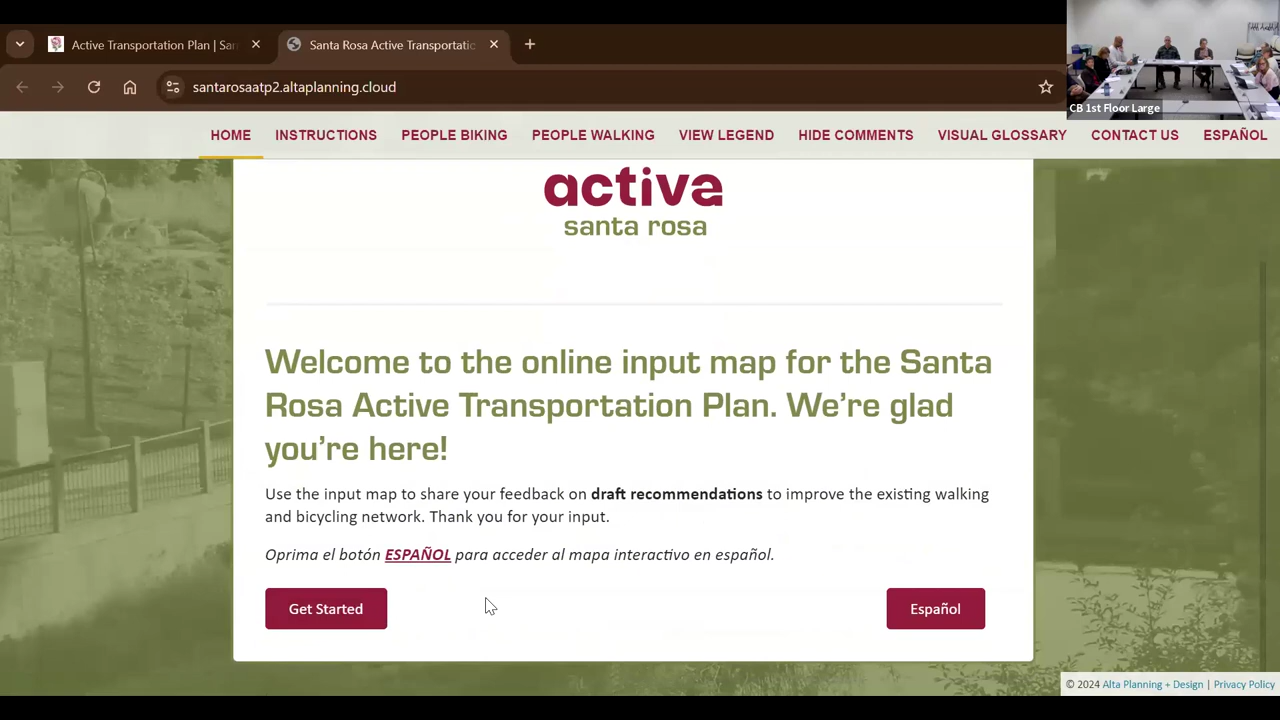 Active Transportation Plan | San
Santa Rosa Active Transportatic
santarosaatp2.altaplanning.cloud
CB 1st Floor Large
HOME INSTRUCTIONS PEOPLE BIKING PEOPLE WALKING VIEW LEGEND HIDE COMMENTS VISUAL GLOSSARY CONTACT US ESPAÑOL
activa
santa rosa
Welcome to the online input map for the Santa
Rosa Active Transportation Plan. We're glad
you're here!
Use the input map to share your feedback on draft recommendations to improve the existing walking
and bicycling network. Thank you for your input.
Oprima el botón ESPAÑOL para acceder al mapa interactivo en español.
Get Started Español
© 2024 Alta Planning + Design | Privacy Policy